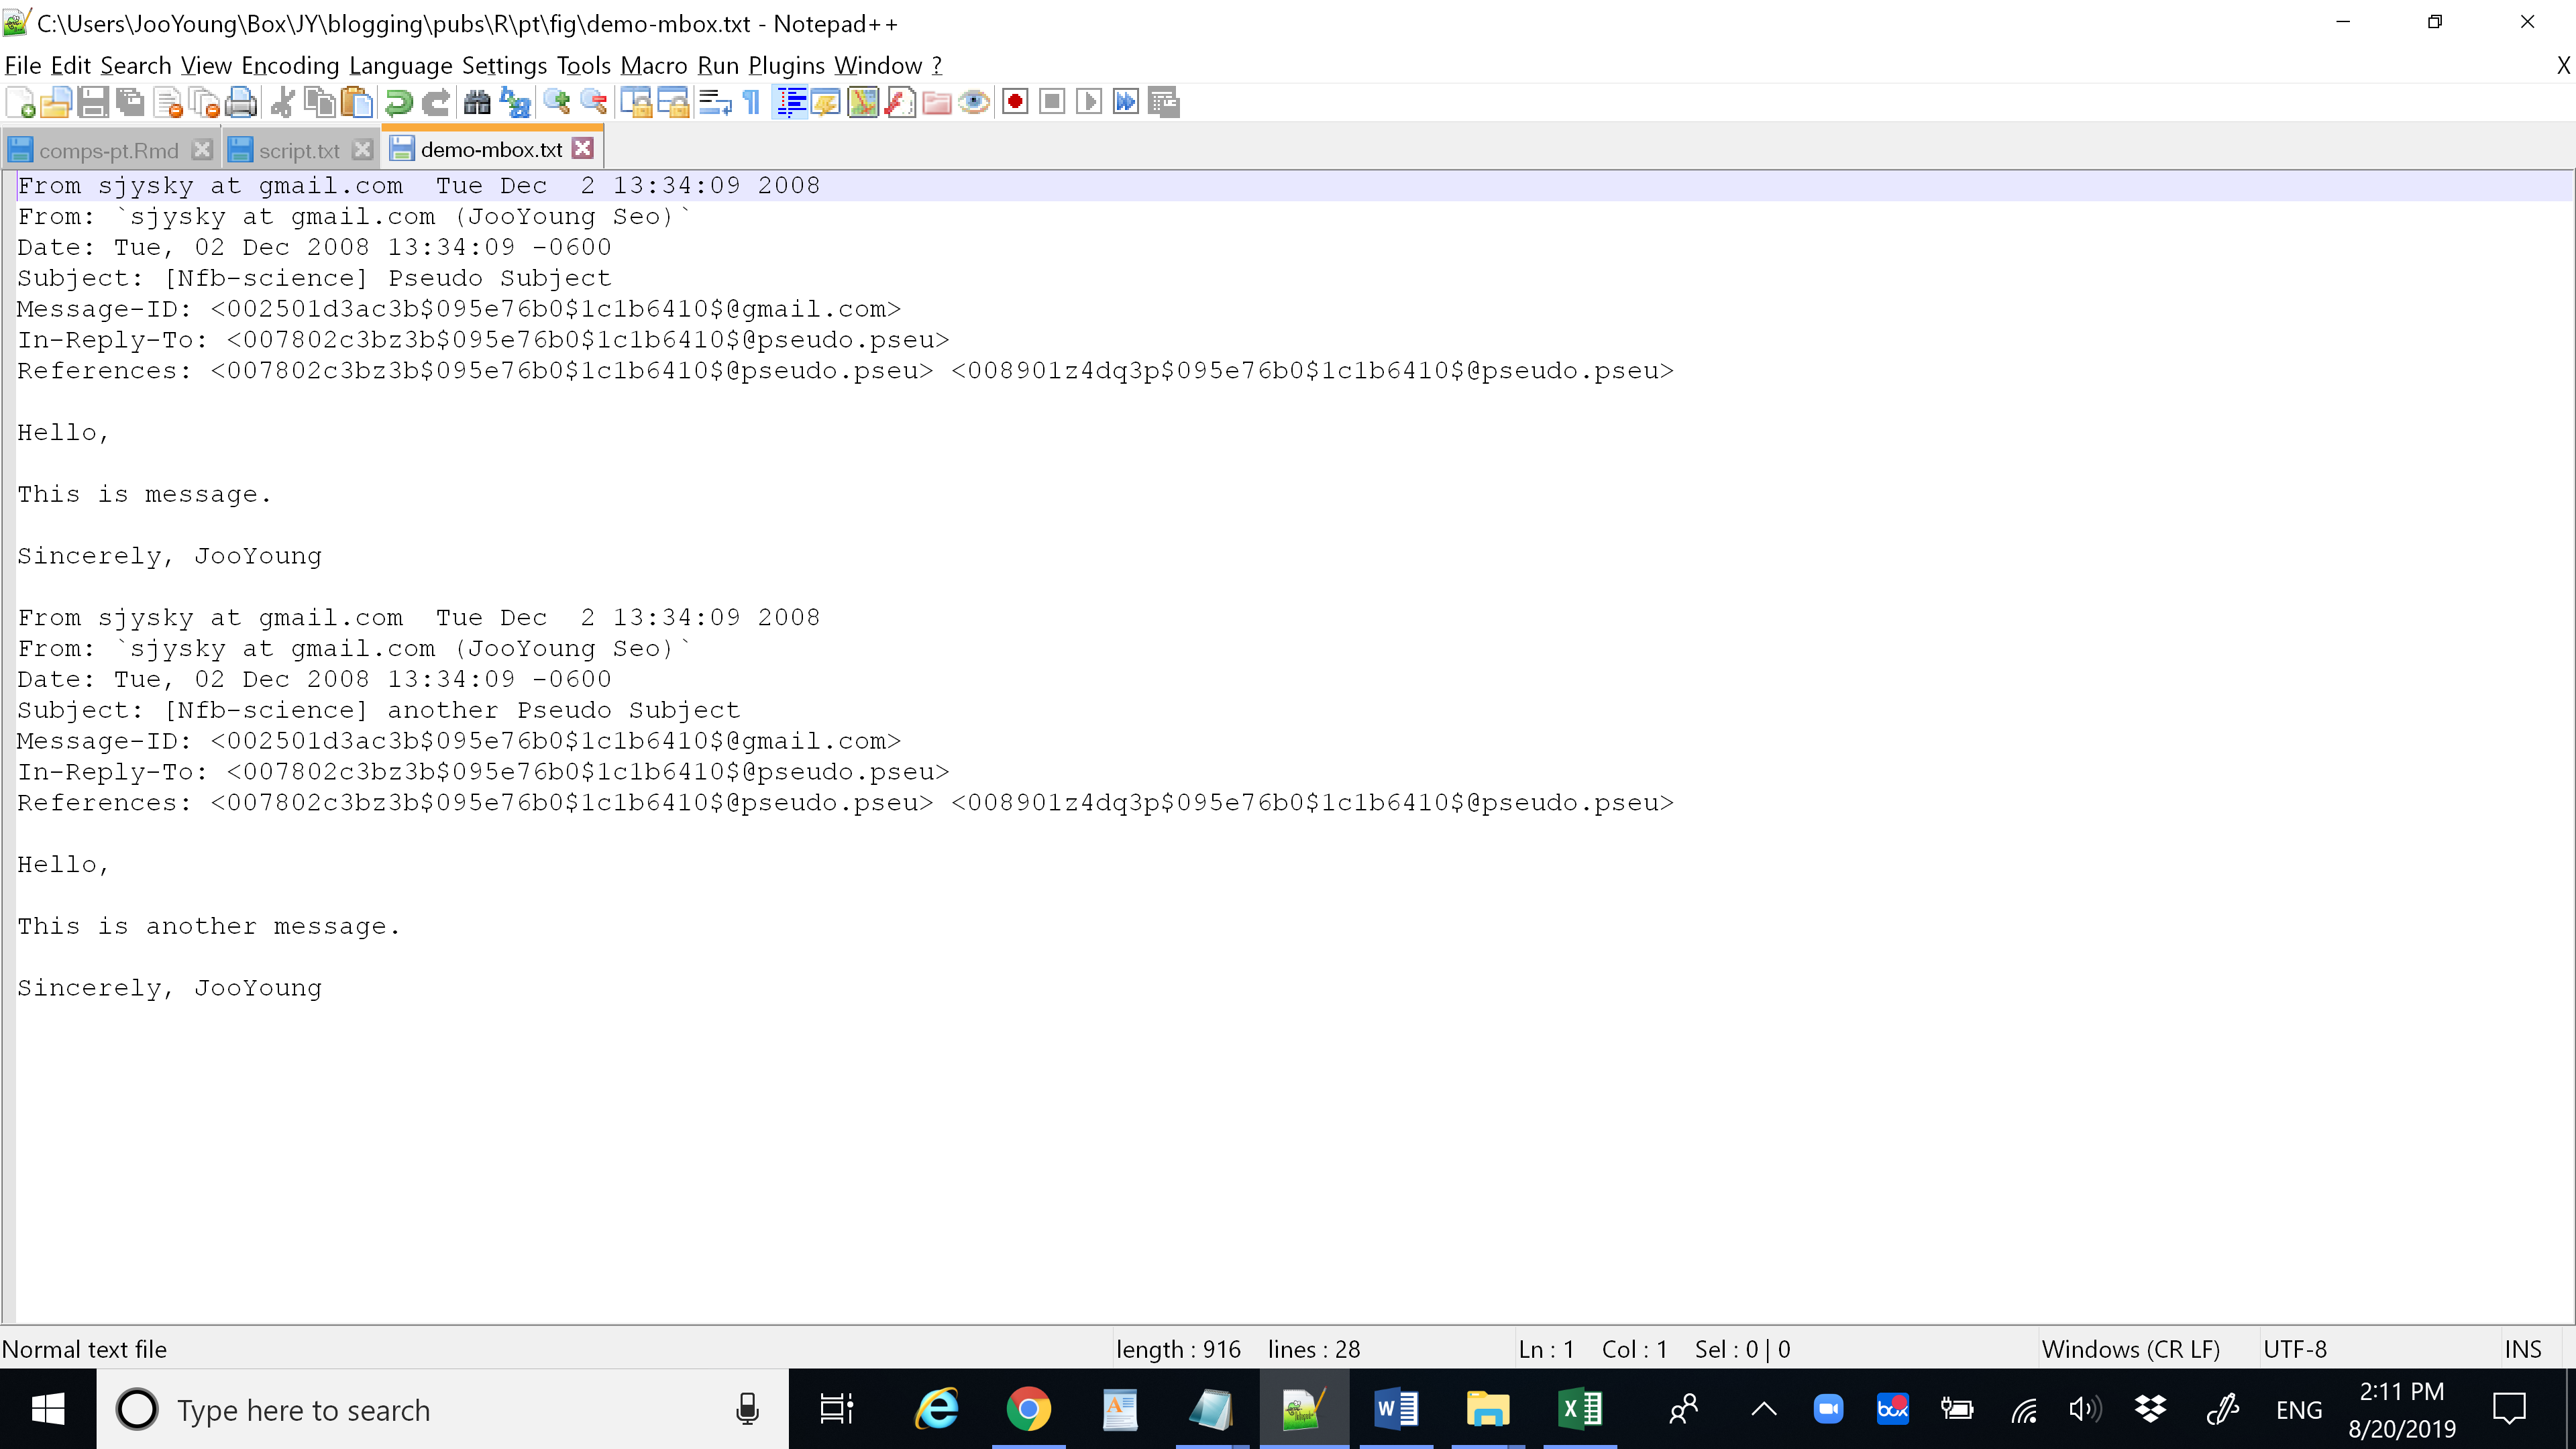 C:\Users\JooYoung\Box\JY\blogging\pubs\R\pt\fig\demo-mbox.txt - Notepad++
File Edit Search View Encoding Language Settings Tools Macro Run Plugins Window ? X
comps-pt.Rmd script.txt demo-mbox.txt
From sjysky at gmail.com  Tue Dec  2 13:34:09 2008
From: `sjysky at gmail.com (JooYoung Seo)`
Date: Tue, 02 Dec 2008 13:34:09 -0600
Subject: [Nfb-science] Pseudo Subject
Message-ID: <002501d3ac3b$095e76b0$1c1b6410$@gmail.com>
In-Reply-To: <007802c3bz3b$095e76b0$1c1b6410$@pseudo.pseu>
References: <007802c3bz3b$095e76b0$1c1b6410$@pseudo.pseu> <008901z4dq3p$095e76b0$1c1b6410$@pseudo.pseu>
Hello,
This is message.
Sincerely, JooYoung
From sjysky at gmail.com  Tue Dec  2 13:34:09 2008
From: `sjysky at gmail.com (JooYoung Seo)`
Date: Tue, 02 Dec 2008 13:34:09 -0600
Subject: [Nfb-science] another Pseudo Subject
Message-ID: <002501d3ac3b$095e76b0$1c1b6410$@gmail.com>
In-Reply-To: <007802c3bz3b$095e76b0$1c1b6410$@pseudo.pseu>
References: <007802c3bz3b$095e76b0$1c1b6410$@pseudo.pseu> <008901z4dq3p$095e76b0$1c1b6410$@pseudo.pseu>
Hello,
This is another message.
Sincerely, JooYoung
Normal text file length : 916 lines : 28 Ln : 1 Col : 1 Sel : 0 | 0 Windows (CR LF) UTF-8 INS
Type here to search box ENG 2:11 PM
8/20/2019